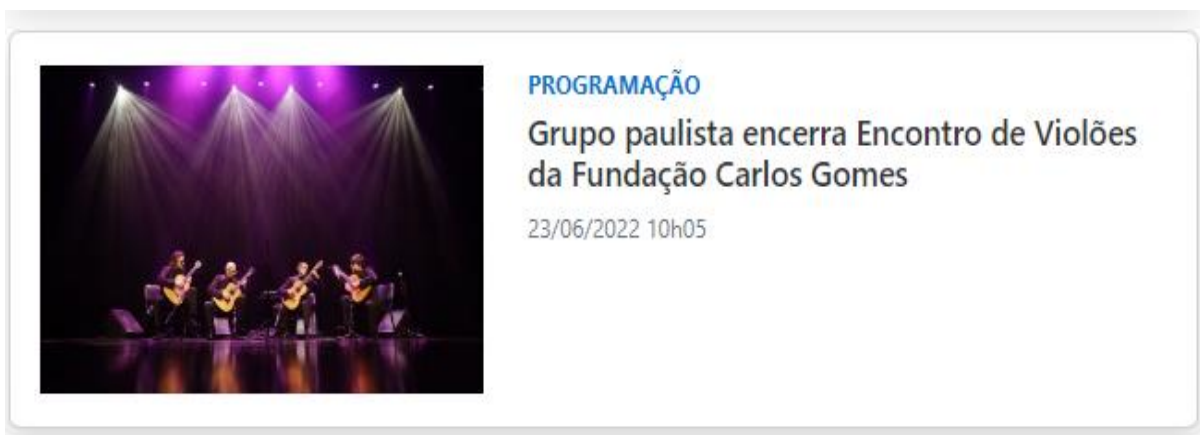 PROGRAMAÇÃO
Grupo paulista encerra Encontro de Violões
da Fundação Carlos Gomes
23/06/2022 10h05